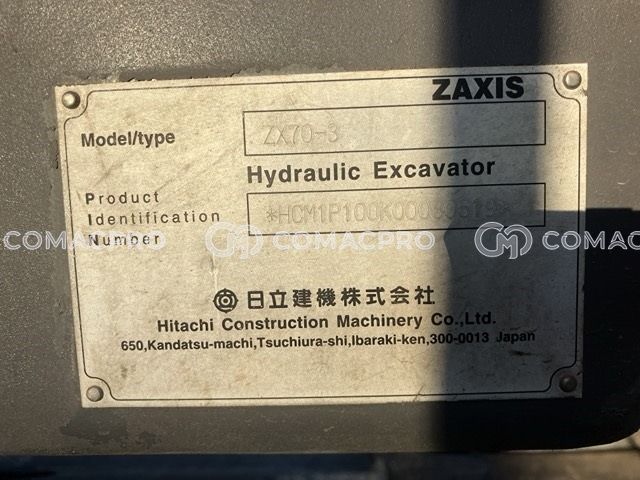 ZAXIS
Model/type ZX70-3
Hydraulic Excavator
Product
Identification
Number
COMACPRO COMACPRO COMACPRO
日立建機株式会社
Hitachi Construction Machinery Co.,Ltd.
650,Kandatsu-machi,Tsuchiura-shi,Ibaraki-ken,300-0013 Japan